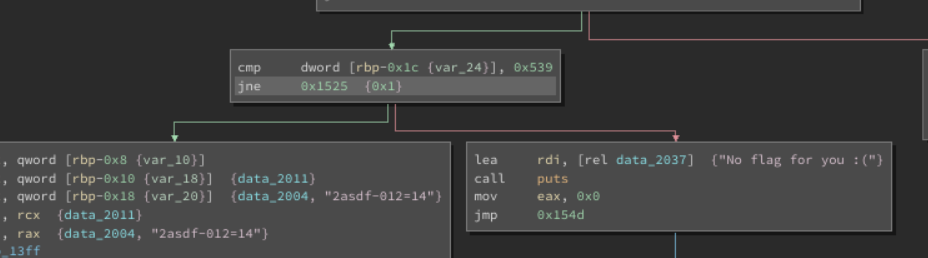 cmp dword [rbp-0x1c {var_24}], 0x539
jne 0x1525 {0x1}
, qword [rbp-0x8 {var_10}]
, qword [rbp-0x10 {var_18}] {data_2011}
, qword [rbp-0x18 {var_20}] {data_2004, "2asdf-012=14"}
, rcx {data_2011}
, rax {data_2004, "2asdf-012=14"}
_13ff
lea rdi, [rel data_2037] {"No flag for you :("}
call puts
mov eax, 0x0
jmp 0x154d